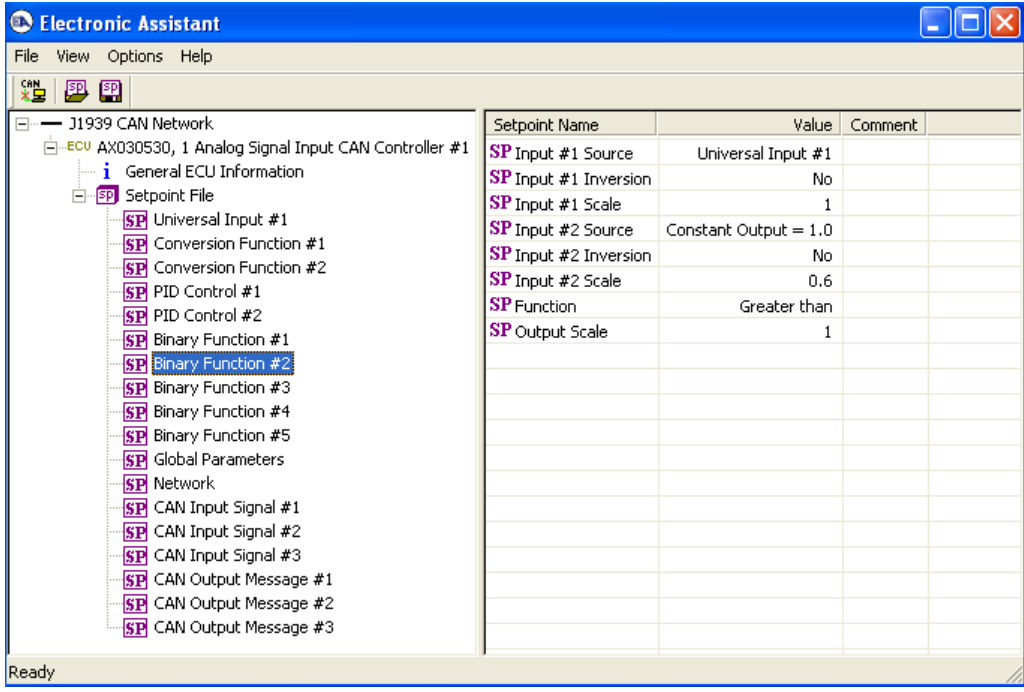 Electronic Assistant
File View Options Help
CAN SP SP
J1939 CAN Network
ECU AX030530, 1 Analog Signal Input CAN Controller #1
i General ECU Information
SP Setpoint File
SP Universal Input #1
SP Conversion Function #1
SP Conversion Function #2
SP PID Control #1
SP PID Control #2
SP Binary Function #1
SP Binary Function #2
SP Binary Function #3
SP Binary Function #4
SP Binary Function #5
SP Global Parameters
SP Network
SP CAN Input Signal #1
SP CAN Input Signal #2
SP CAN Input Signal #3
SP CAN Output Message #1
SP CAN Output Message #2
SP CAN Output Message #3
Setpoint Name Value Comment
SP Input #1 Source Universal Input #1
SP Input #1 Inversion No
SP Input #1 Scale 1
SP Input #2 Source Constant Output = 1.0
SP Input #2 Inversion No
SP Input #2 Scale 0.6
SP Function Greater than
SP Output Scale 1
Ready